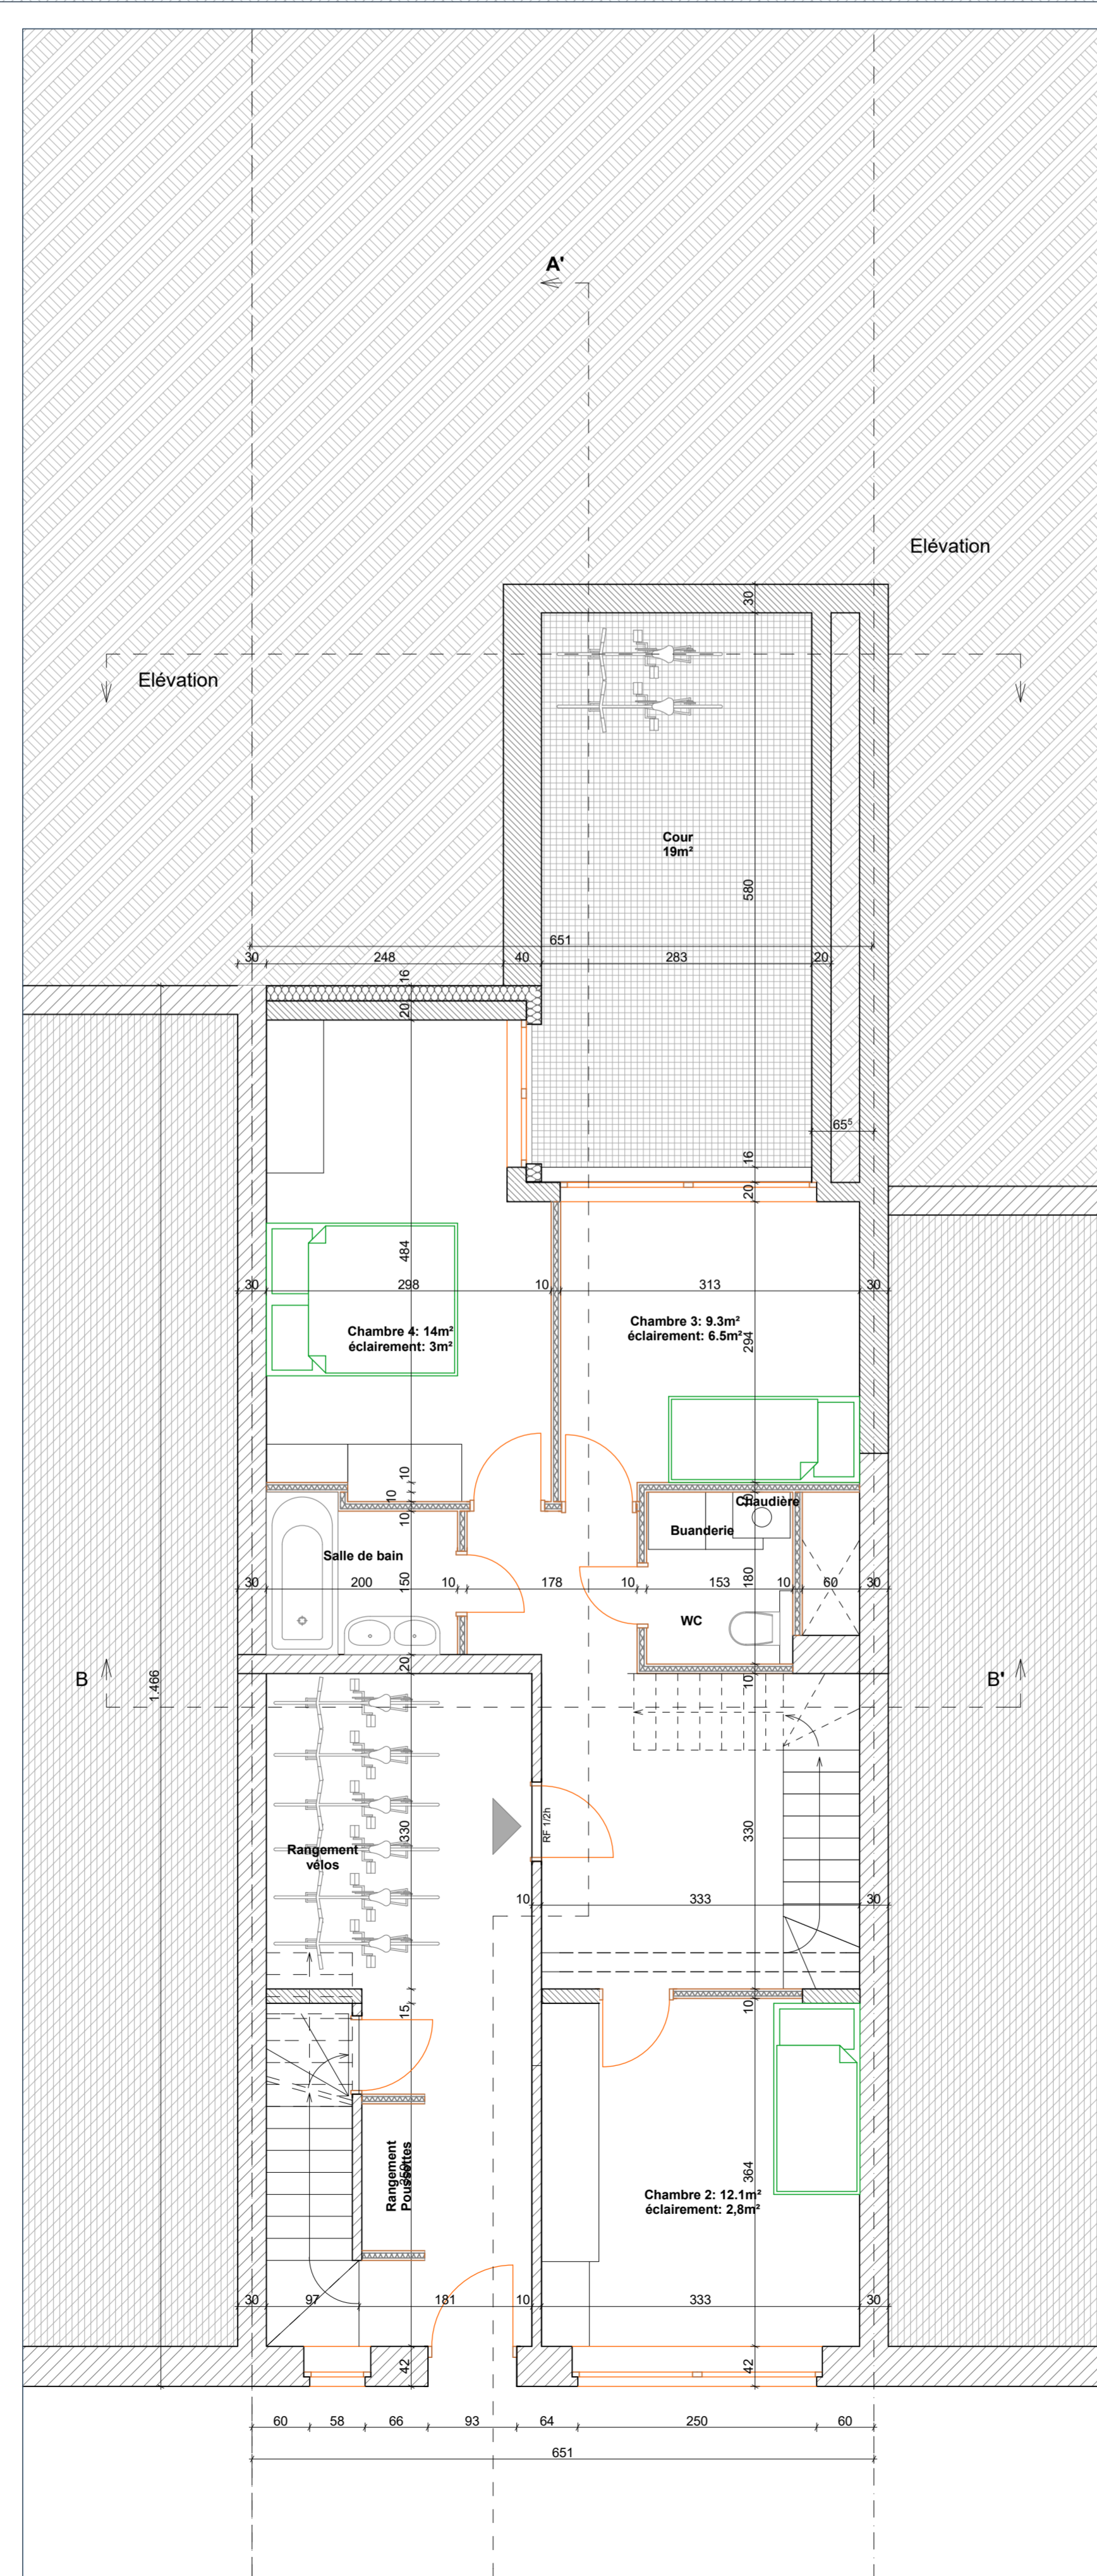 A'
Elévation
Elévation
30
Cour
19m²
580
651
30
248
40
283
20
16
20
65⁵
16
20
484
30
298
10
313
30
Chambre 4: 14m²
éclairement: 3m²
Chambre 3: 9.3m²
éclairement: 6.5m²
294
10
10
10
Chaudière
Buanderie
Salle de bain
30
200
150
10
178
10
153
180
10
60
30
WC
20
10
B
B'
1.466
RF 1/2h
330
330
Rangement
vélos
10
333
30
15
10
Rangement
Poussettes
364
Chambre 2: 12.1m²
éclairement: 2,8m²
30
97
181
10
333
30
42
42
60
58
66
93
64
250
60
651